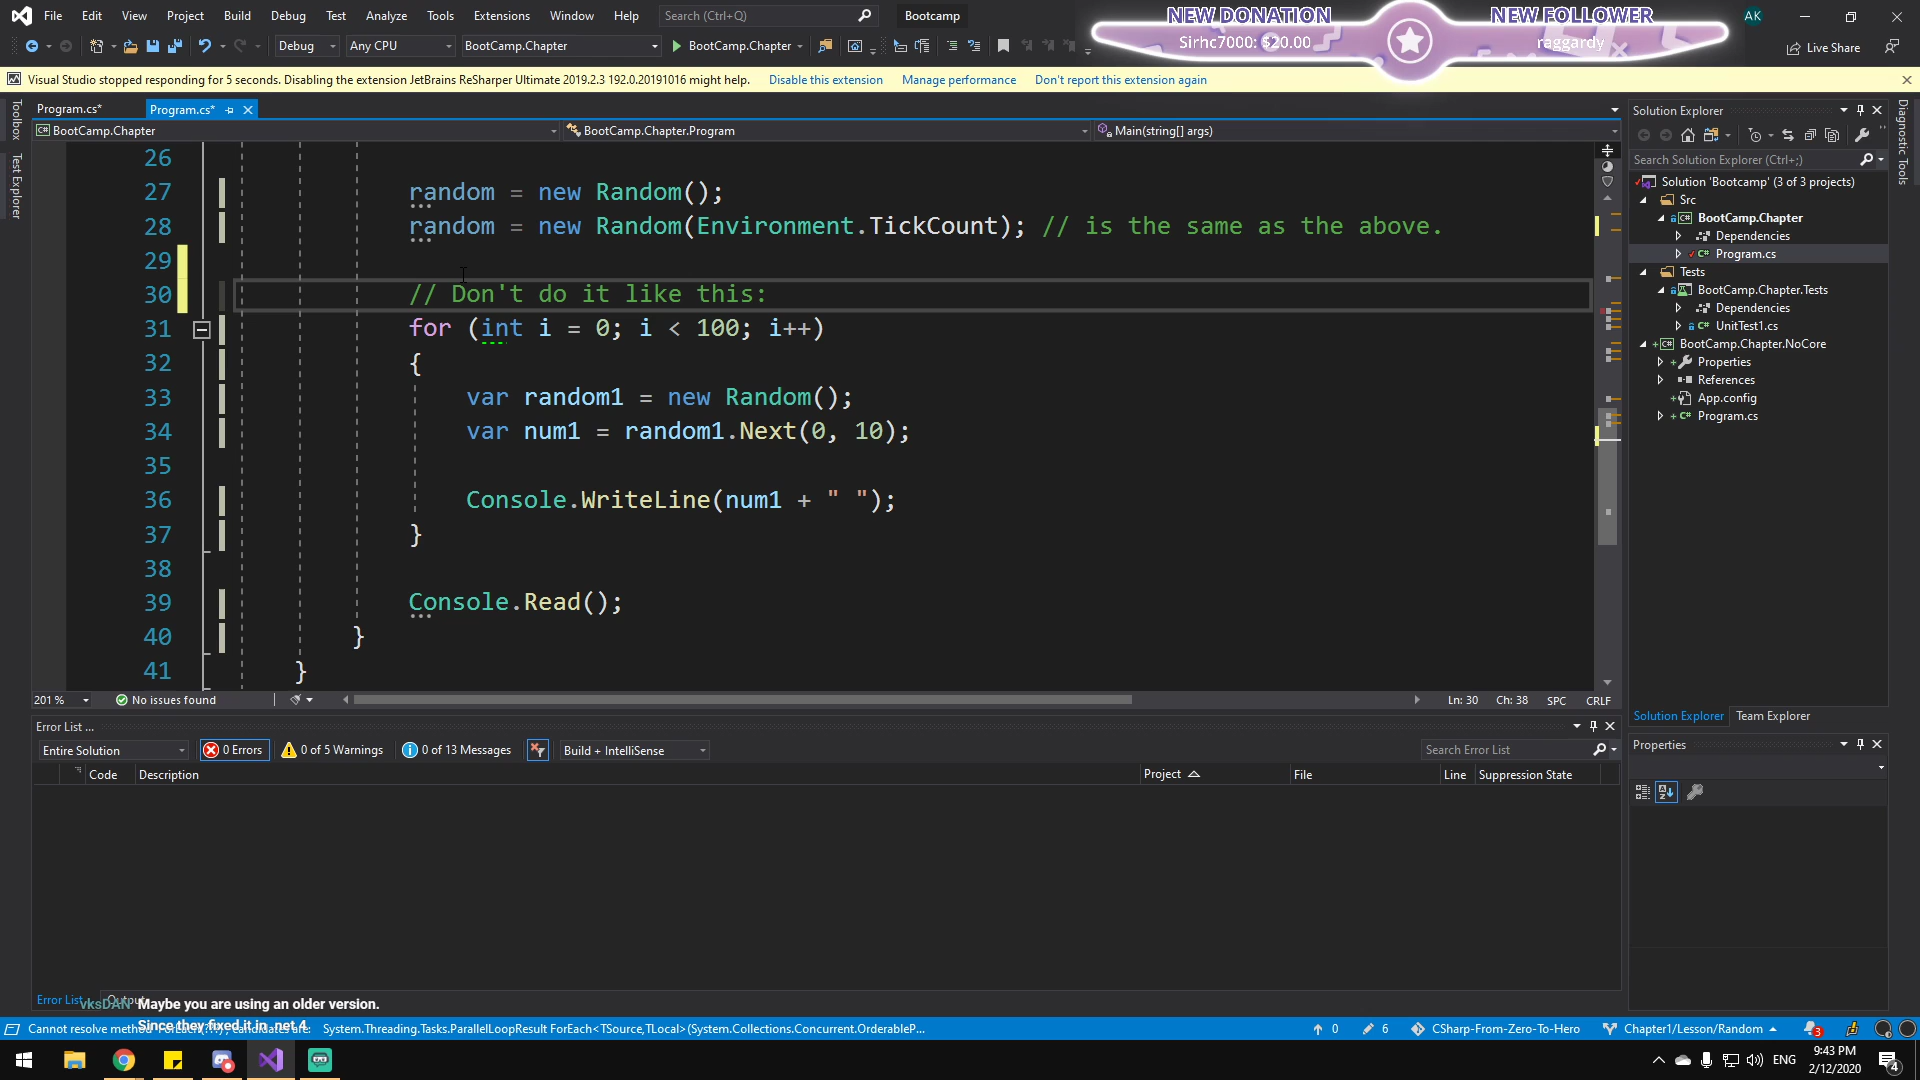 File Edit View Project Build Debug Test Analyze Tools Extensions Window Help Search (Ctrl+Q) Bootcamp
NEW DONATION
Sirhc7000: $20.00
NEW FOLLOWER
raggardy
AK
Debug Any CPU BootCamp.Chapter BootCamp.Chapter Live Share
Visual Studio stopped responding for 5 seconds. Disabling the extension JetBrains ReSharper Ultimate 2019.2.3 192.0.20191016 might help. Disable this extension Manage performance Don't report this extension again
Toolbox
Test Explorer
Program.cs* Program.cs*
BootCamp.Chapter BootCamp.Chapter.Program Main(string[] args)
26
27 random = new Random();
28 random = new Random(Environment.TickCount); // is the same as the above.
29
30 // Don't do it like this:
31 for (int i = 0; i < 100; i++)
32 {
33 var random1 = new Random();
34 var num1 = random1.Next(0, 10);
35
36 Console.WriteLine(num1 + " ");
37 }
38
39 Console.Read();
40 }
41 }
201 % No issues found Ln: 30 Ch: 38 SPC CRLF
Solution Explorer
Search Solution Explorer (Ctrl+;)
Solution 'Bootcamp' (3 of 3 projects)
Src
BootCamp.Chapter
Dependencies
Program.cs
Tests
BootCamp.Chapter.Tests
Dependencies
UnitTest1.cs
BootCamp.Chapter.NoCore
Properties
References
App.config
Program.cs
Solution Explorer Team Explorer
Diagnostic Tools
Properties
Error List ...
Entire Solution 0 Errors 0 of 5 Warnings 0 of 13 Messages Build + IntelliSense Search Error List
Code Description Project File Line Suppression State
Error List Output
vksDAN Maybe you are using an older version.
Since they fixed it in .net 4
Cannot resolve method candidates are: System.Threading.Tasks.ParallelLoopResult ForEach<TSource,TLocal>(System.Collections.Concurrent.OrderableP...
0 6 CSharp-From-Zero-To-Hero Chapter1/Lesson/Random 3
ENG 9:43 PM
2/12/2020 4